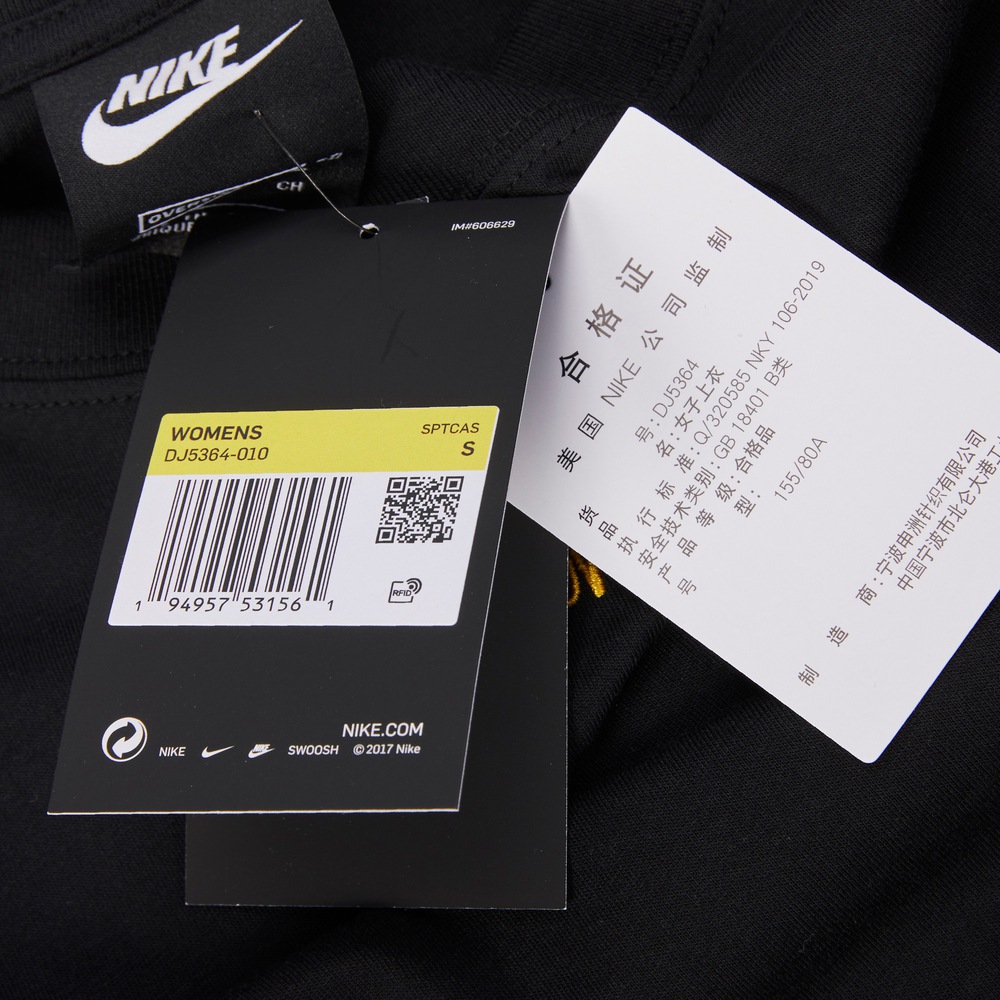 NIKE
CH
IM#606629
WOMENS
SPTCAS
DJ5364-010
S
1 94957 53156 1
RFID
NIKE.COM
NIKE
NIKE
SWOOSH
©2017 Nike
合格证
美国 NIKE 公司监制
货品号:DJ5364
名:女子上衣
执行标准:Q/320585 NKY 106-2019
安全技术类别:GB 18401 B类
产品等级:合格品
号型: 155/80A
制造商:宁波申洲针织有限公司
中国宁波市北仑大港工